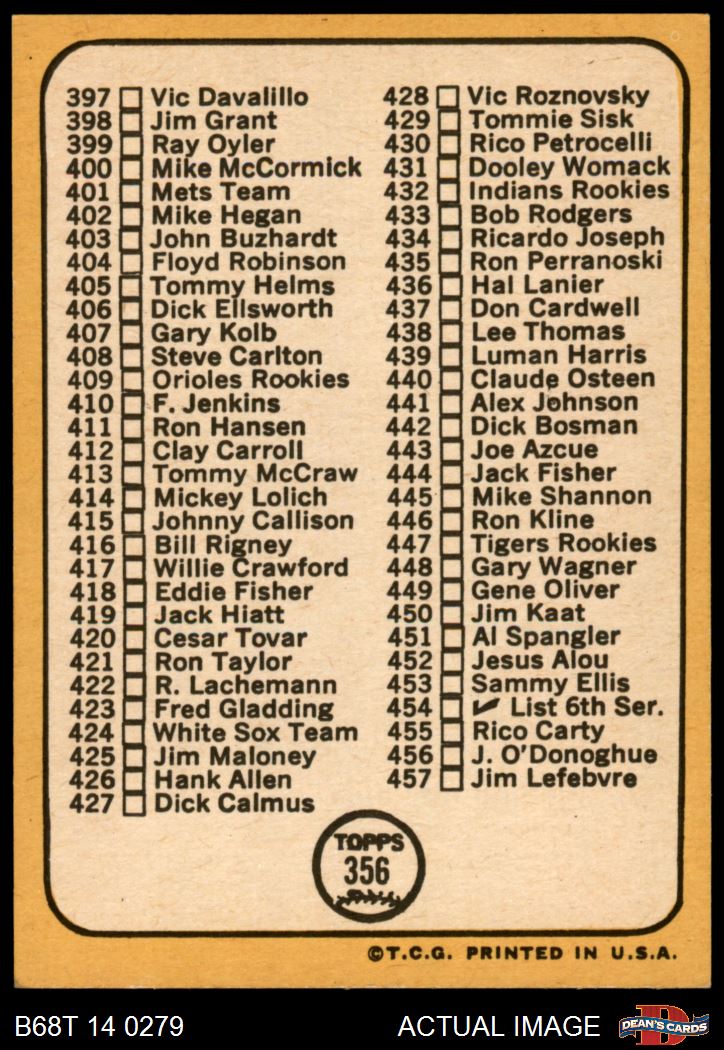 397 Vic Davalillo
398 Jim Grant
399 Ray Oyler
400 Mike McCormick
401 Mets Team
402 Mike Hegan
403 John Buzhardt
404 Floyd Robinson
405 Tommy Helms
406 Dick Ellsworth
407 Gary Kolb
408 Steve Carlton
409 Orioles Rookies
410 F. Jenkins
411 Ron Hansen
412 Clay Carroll
413 Tommy McCraw
414 Mickey Lolich
415 Johnny Callison
416 Bill Rigney
417 Willie Crawford
418 Eddie Fisher
419 Jack Hiatt
420 Cesar Tovar
421 Ron Taylor
422 R. Lachemann
423 Fred Gladding
424 White Sox Team
425 Jim Maloney
426 Hank Allen
427 Dick Calmus
428 Vic Roznovsky
429 Tommie Sisk
430 Rico Petrocelli
431 Dooley Womack
432 Indians Rookies
433 Bob Rodgers
434 Ricardo Joseph
435 Ron Perranoski
436 Hal Lanier
437 Don Cardwell
438 Lee Thomas
439 Luman Harris
440 Claude Osteen
441 Alex Johnson
442 Dick Bosman
443 Joe Azcue
444 Jack Fisher
445 Mike Shannon
446 Ron Kline
447 Tigers Rookies
448 Gary Wagner
449 Gene Oliver
450 Jim Kaat
451 Al Spangler
452 Jesus Alou
453 Sammy Ellis
454 ✓ List 6th Ser.
455 Rico Carty
456 J. O'Donoghue
457 Jim Lefebvre
TOPPS
356
©T.C.G. PRINTED IN U.S.A.
B68T 14 0279
ACTUAL IMAGE
DEAN'S CARDS